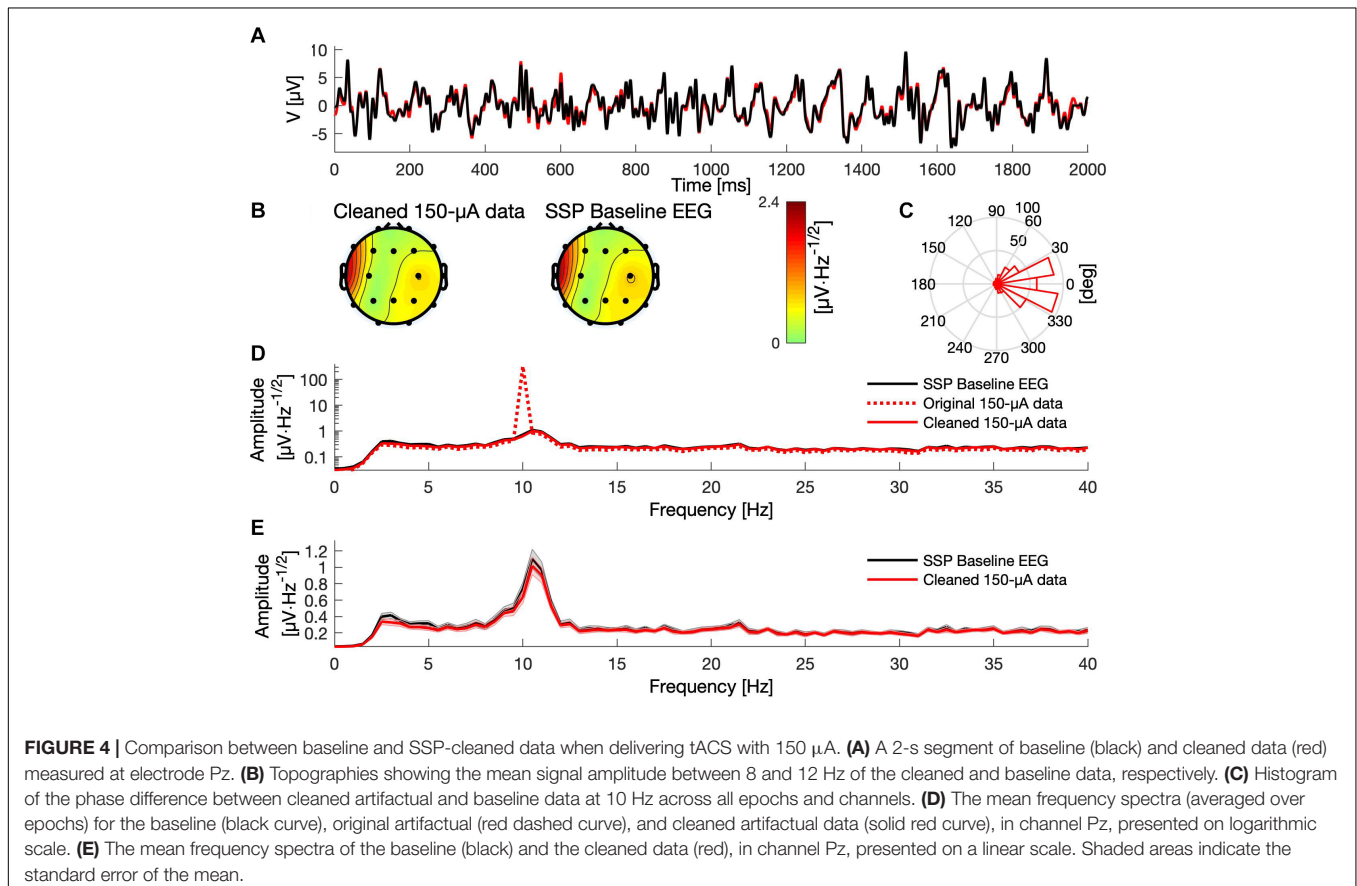 A
V [µV]
10
5
0
-5
0 200 400 600 800 1000 1200 1400 1600 1800 2000
Time [ms]
B
Cleaned 150-µA data
SSP Baseline EEG
2.4
0
[µV·Hz-1/2]
C
90
100
120
60
60
150
50
30
180
0
210
330
240
300
270
[deg]
D
Amplitude
[µV·Hz-1/2]
100
10
1
0.1
SSP Baseline EEG
Original 150-µA data
Cleaned 150-µA data
0 5 10 15 20 25 30 35 40
Frequency [Hz]
E
Amplitude
[µV·Hz-1/2]
1.2
1
0.8
0.6
0.4
0.2
SSP Baseline EEG
Cleaned 150-µA data
0 5 10 15 20 25 30 35 40
Frequency [Hz]
FIGURE 4 | Comparison between baseline and SSP-cleaned data when delivering tACS with 150 µA. (A) A 2-s segment of baseline (black) and cleaned data (red)
measured at electrode Pz. (B) Topographies showing the mean signal amplitude between 8 and 12 Hz of the cleaned and baseline data, respectively. (C) Histogram
of the phase difference between cleaned artifactual and baseline data at 10 Hz across all epochs and channels. (D) The mean frequency spectra (averaged over
epochs) for the baseline (black curve), original artifactual (red dashed curve), and cleaned artifactual data (solid red curve), in channel Pz, presented on logarithmic
scale. (E) The mean frequency spectra of the baseline (black) and the cleaned data (red), in channel Pz, presented on a linear scale. Shaded areas indicate the
standard error of the mean.